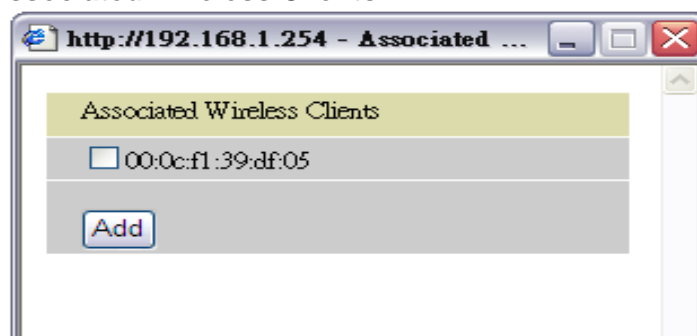 http://192.168.1.254 - Associated ...
Associated Wireless Clients
00:0c:f1:39:df:05
Add